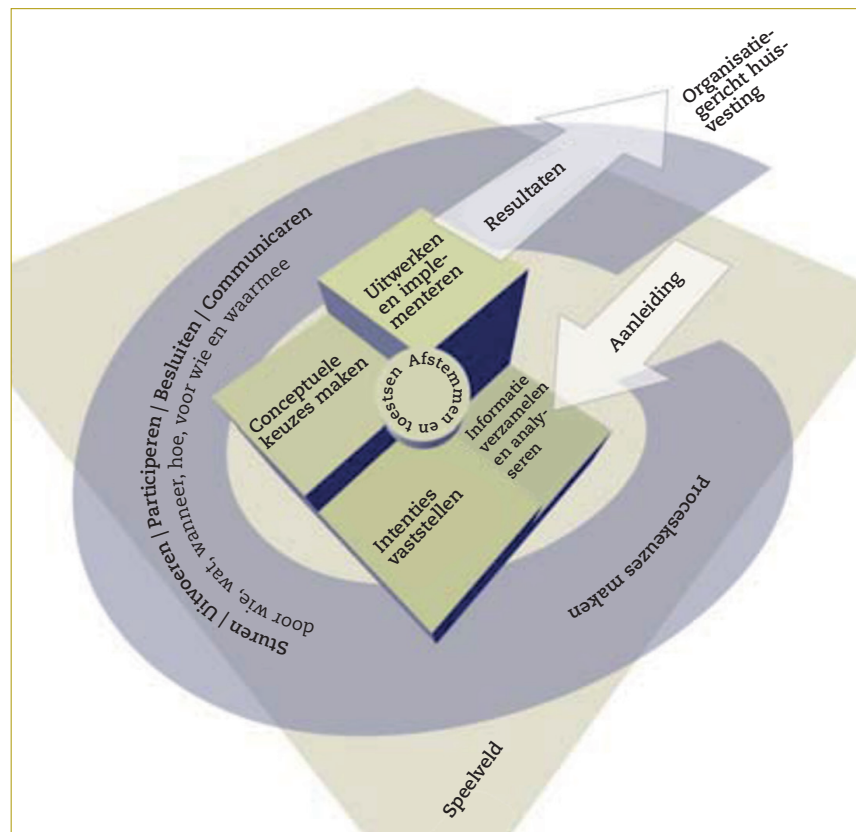 Organisatie-
gericht huis-
vesting
Resultaten
Aanleiding
Uitwerken
en imple-
menteren
Conceptuele
keuzes maken
Afstemmen en toestsen
Informatie
verzamelen
en analy-
seren
Intenties
vaststellen
Sturen | Uitvoeren | Participeren | Besluiten | Communicaren
door wie, wat, wanneer, hoe, voor wie en waarmee
Proceskeuzes maken
Speelveld